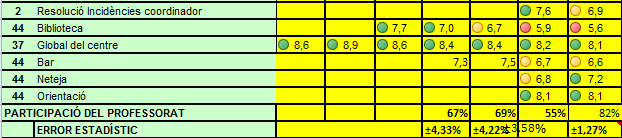 2 Resolució Incidències coordinador 7,6 6,9
44 Biblioteca 7,7 7,0 6,7 5,9 5,6
37 Global del centre 8,6 8,9 8,6 8,4 8,4 8,2 8,1
44 Bar 7,3 7,5 6,7 6,6
44 Neteja 6,8 7,2
44 Orientació 8,1 8,1
PARTICIPACIÓ DEL PROFESSORAT 67% 69% 55% 82%
ERROR ESTADÍSTIC ±4,33% ±4,22% ±3,58% ±1,27%